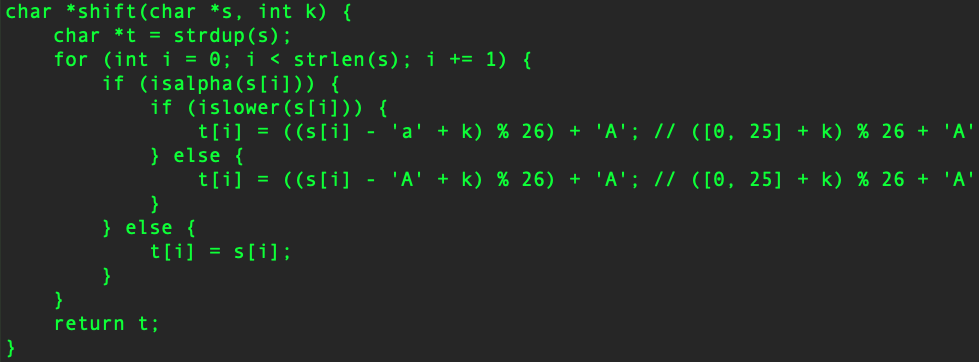 char *shift(char *s, int k) {
    char *t = strdup(s);
    for (int i = 0; i < strlen(s); i += 1) {
        if (isalpha(s[i])) {
            if (islower(s[i])) {
                t[i] = ((s[i] - 'a' + k) % 26) + 'A'; // ([0, 25] + k) % 26 + 'A'
            } else {
                t[i] = ((s[i] - 'A' + k) % 26) + 'A'; // ([0, 25] + k) % 26 + 'A'
            }
        } else {
            t[i] = s[i];
        }
    }
    return t;
}